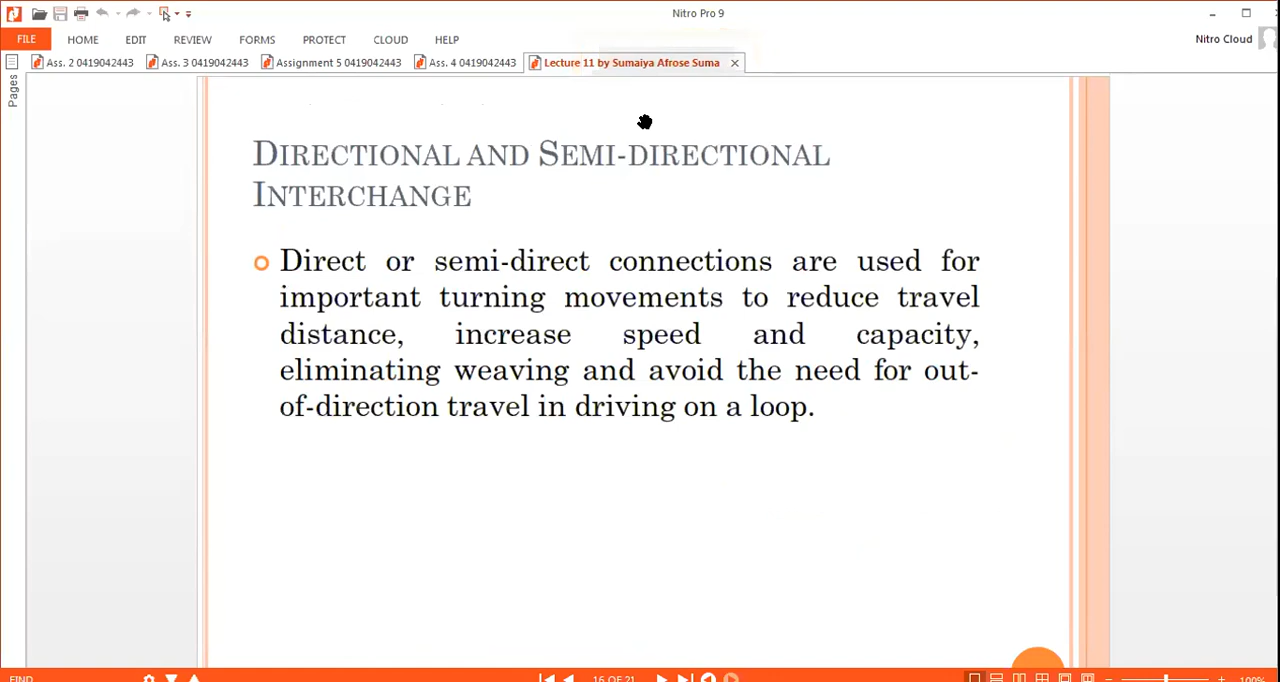 Nitro Pro 9
FILE HOME EDIT REVIEW FORMS PROTECT CLOUD HELP Nitro Cloud
Ass. 2 0419042443 Ass. 3 0419042443 Assignment 5 0419042443 Ass. 4 0419042443 Lecture 11 by Sumaiya Afrose Suma
Pages
DIRECTIONAL AND SEMI-DIRECTIONAL
INTERCHANGE
Direct or semi-direct connections are used for
important turning movements to reduce travel
distance, increase speed and capacity,
eliminating weaving and avoid the need for out-
of-direction travel in driving on a loop.
FIND 16 OF 21 100%